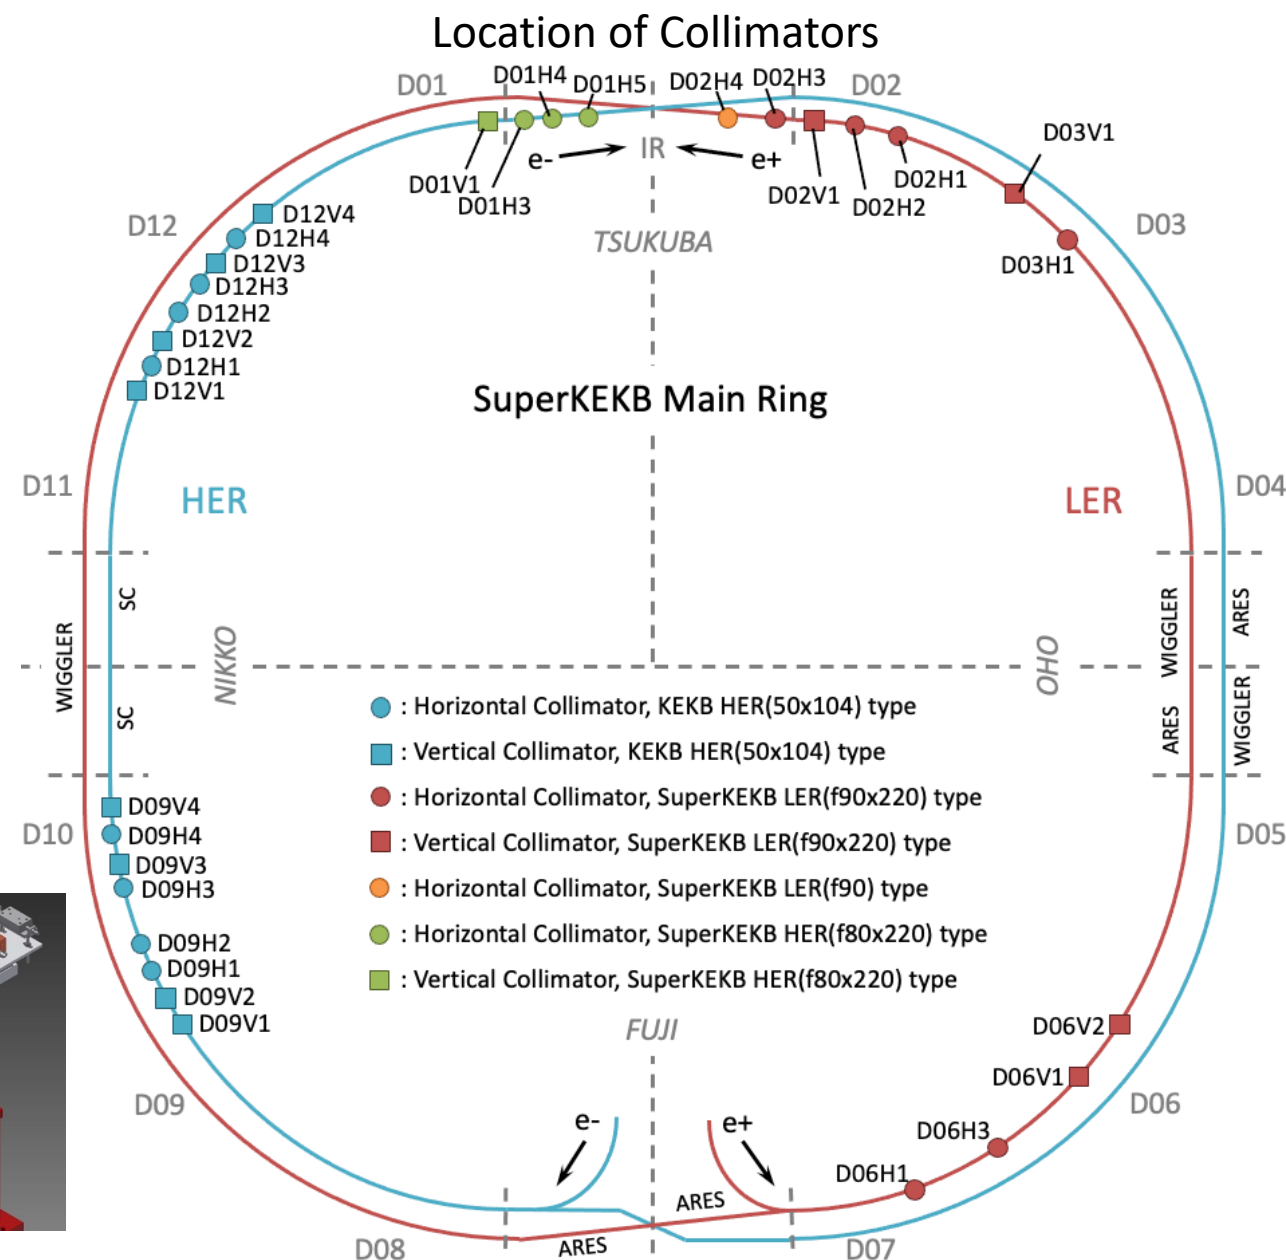 Location of Collimators
D01
D01H4
D01H5
D02H4
D02H3
D02
D01V1
D01H3
e-
IR
e+
D02V1
D02H2
D02H1
D03V1
D03H1
D03
TSUKUBA
D12
D12V4
D12H4
D12V3
D12H3
D12H2
D12V2
D12H1
D12V1
SuperKEKB Main Ring
D11
HER
LER
D04
SC
WIGGLER
SC
NIKKO
OHO
WIGGLER
ARES
ARES
WIGGLER
: Horizontal Collimator, KEKB HER(50x104) type
: Vertical Collimator, KEKB HER(50x104) type
: Horizontal Collimator, SuperKEKB LER(f90x220) type
: Vertical Collimator, SuperKEKB LER(f90x220) type
: Horizontal Collimator, SuperKEKB LER(f90) type
: Horizontal Collimator, SuperKEKB HER(f80x220) type
: Vertical Collimator, SuperKEKB HER(f80x220) type
D10
D09V4
D09H4
D09V3
D09H3
D09H2
D09H1
D09V2
D09V1
D05
FUJI
D06V2
D06V1
D06H3
D06H1
D06
D09
e-
e+
ARES
ARES
D08
D07